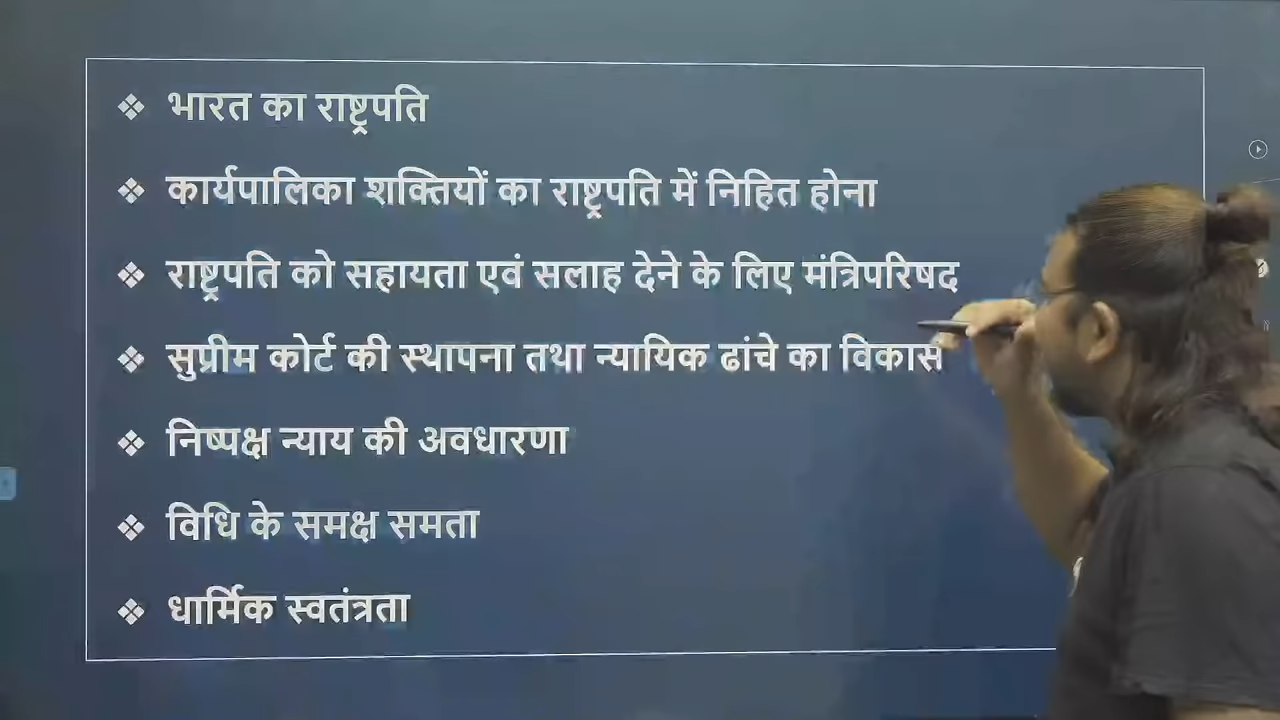 ❖ भारत का राष्ट्रपति
❖ कार्यपालिका शक्तियों का राष्ट्रपति में निहित होना
❖ राष्ट्रपति को सहायता एवं सलाह देने के लिए मंत्रिपरिषद
❖ सुप्रीम कोर्ट की स्थापना तथा न्यायिक ढांचे का विकास
❖ निष्पक्ष न्याय की अवधारणा
❖ विधि के समक्ष समता
❖ धार्मिक स्वतंत्रता